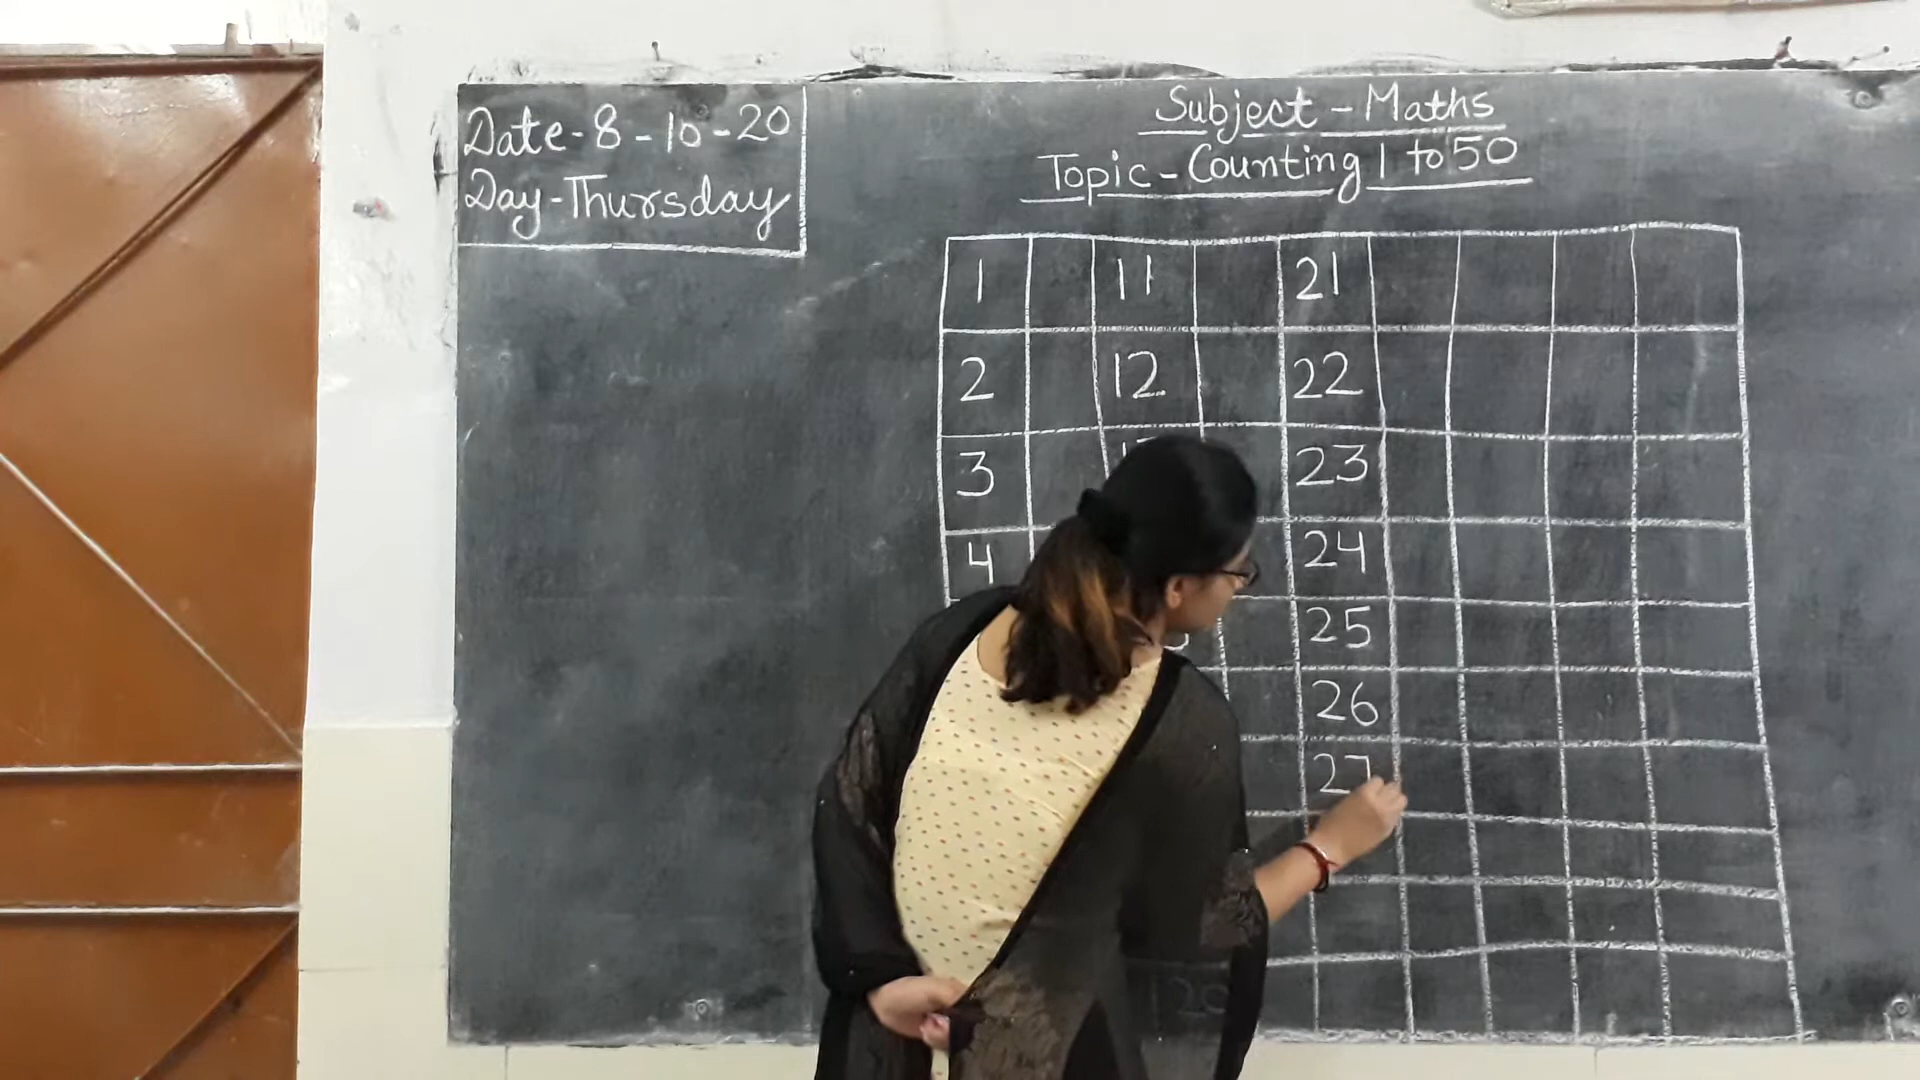 Date-8-10-20
Day-Thursday
Subject-Maths
Topic-Counting 1 to 50
1 11 21
2 12 22
3 23
4 24
25
26
27
20